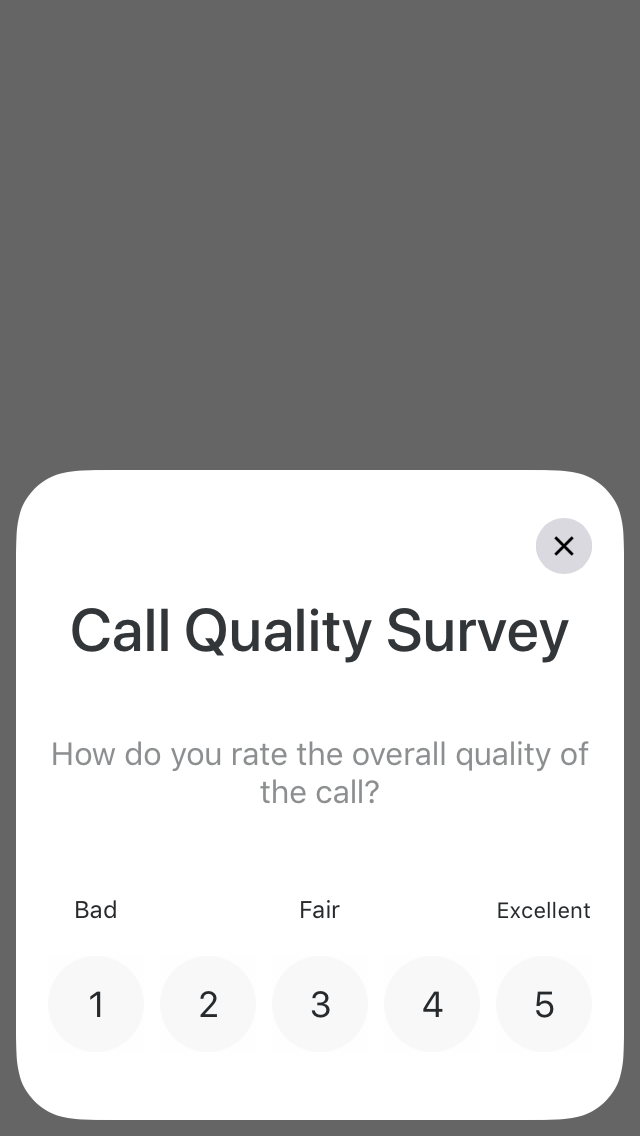 Call Quality Survey
How do you rate the overall quality of
the call?
Bad Fair Excellent
1 2 3 4 5